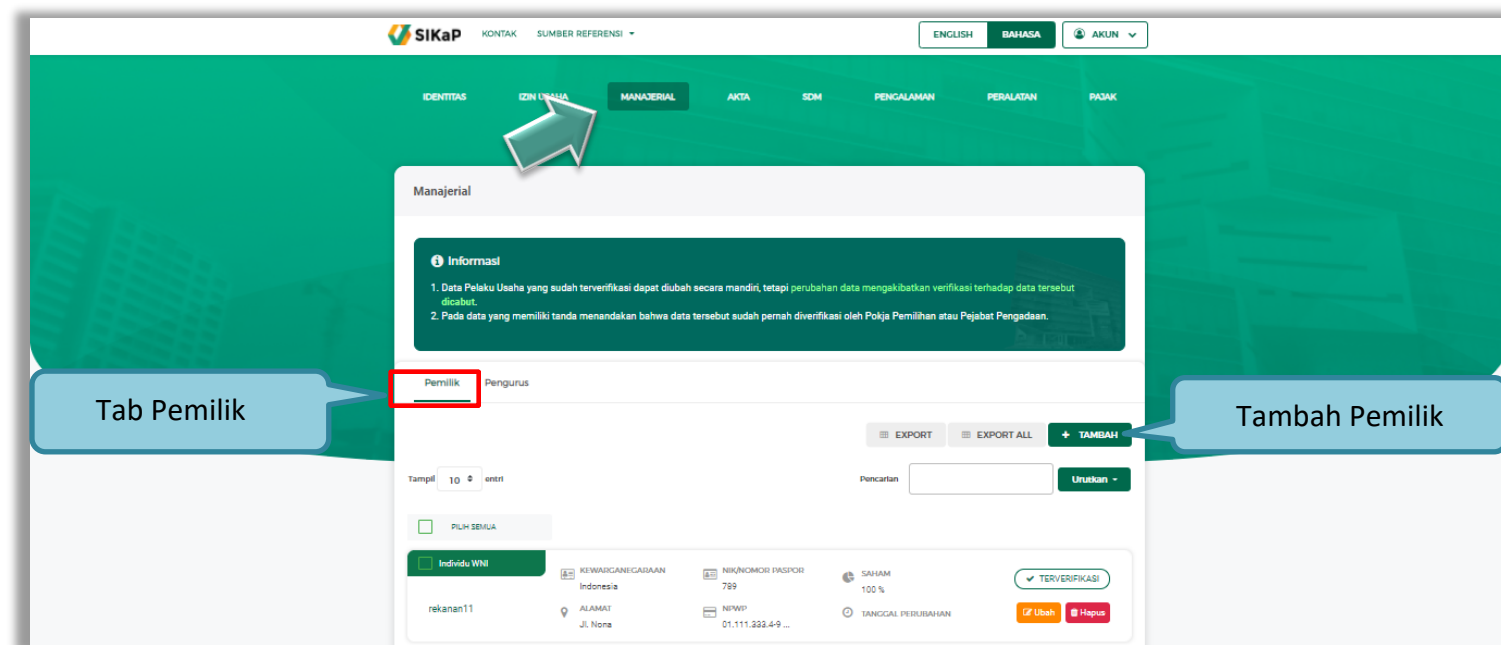 SIKaP KONTAK SUMBER REFERENSI ENGLISH BAHASA AKUN
IDENTITAS IZIN USAHA MANAJERIAL AKTA SDM PENGALAMAN PERALATAN PAJAK
Manajerial
Informasi
1. Data Pelaku Usaha yang sudah terverifikasi dapat diubah secara mandiri, tetapi perubahan data mengakibatkan verifikasi terhadap data tersebut
dicabut.
2. Pada data yang memiliki tanda menandakan bahwa data tersebut sudah pernah diverifikasi oleh Pokja Pemilihan atau Pejabat Pengadaan.
Pemilik Pengurus
Tab Pemilik
Tambah Pemilik
EXPORT EXPORT ALL + TAMBAH
Tampil 10 entri Pencarian Urutkan
PILIH SEMUA
Individu WNI
KEWARGANEGARAAN NIK/NOMOR PASPOR SAHAM
Indonesia 789 100 %
TERVERIFIKASI
rekanan11 ALAMAT NPWP TANGGAL PERUBAHAN Ubah Hapus
Jl. Nona 01.111.333.4-9 ...